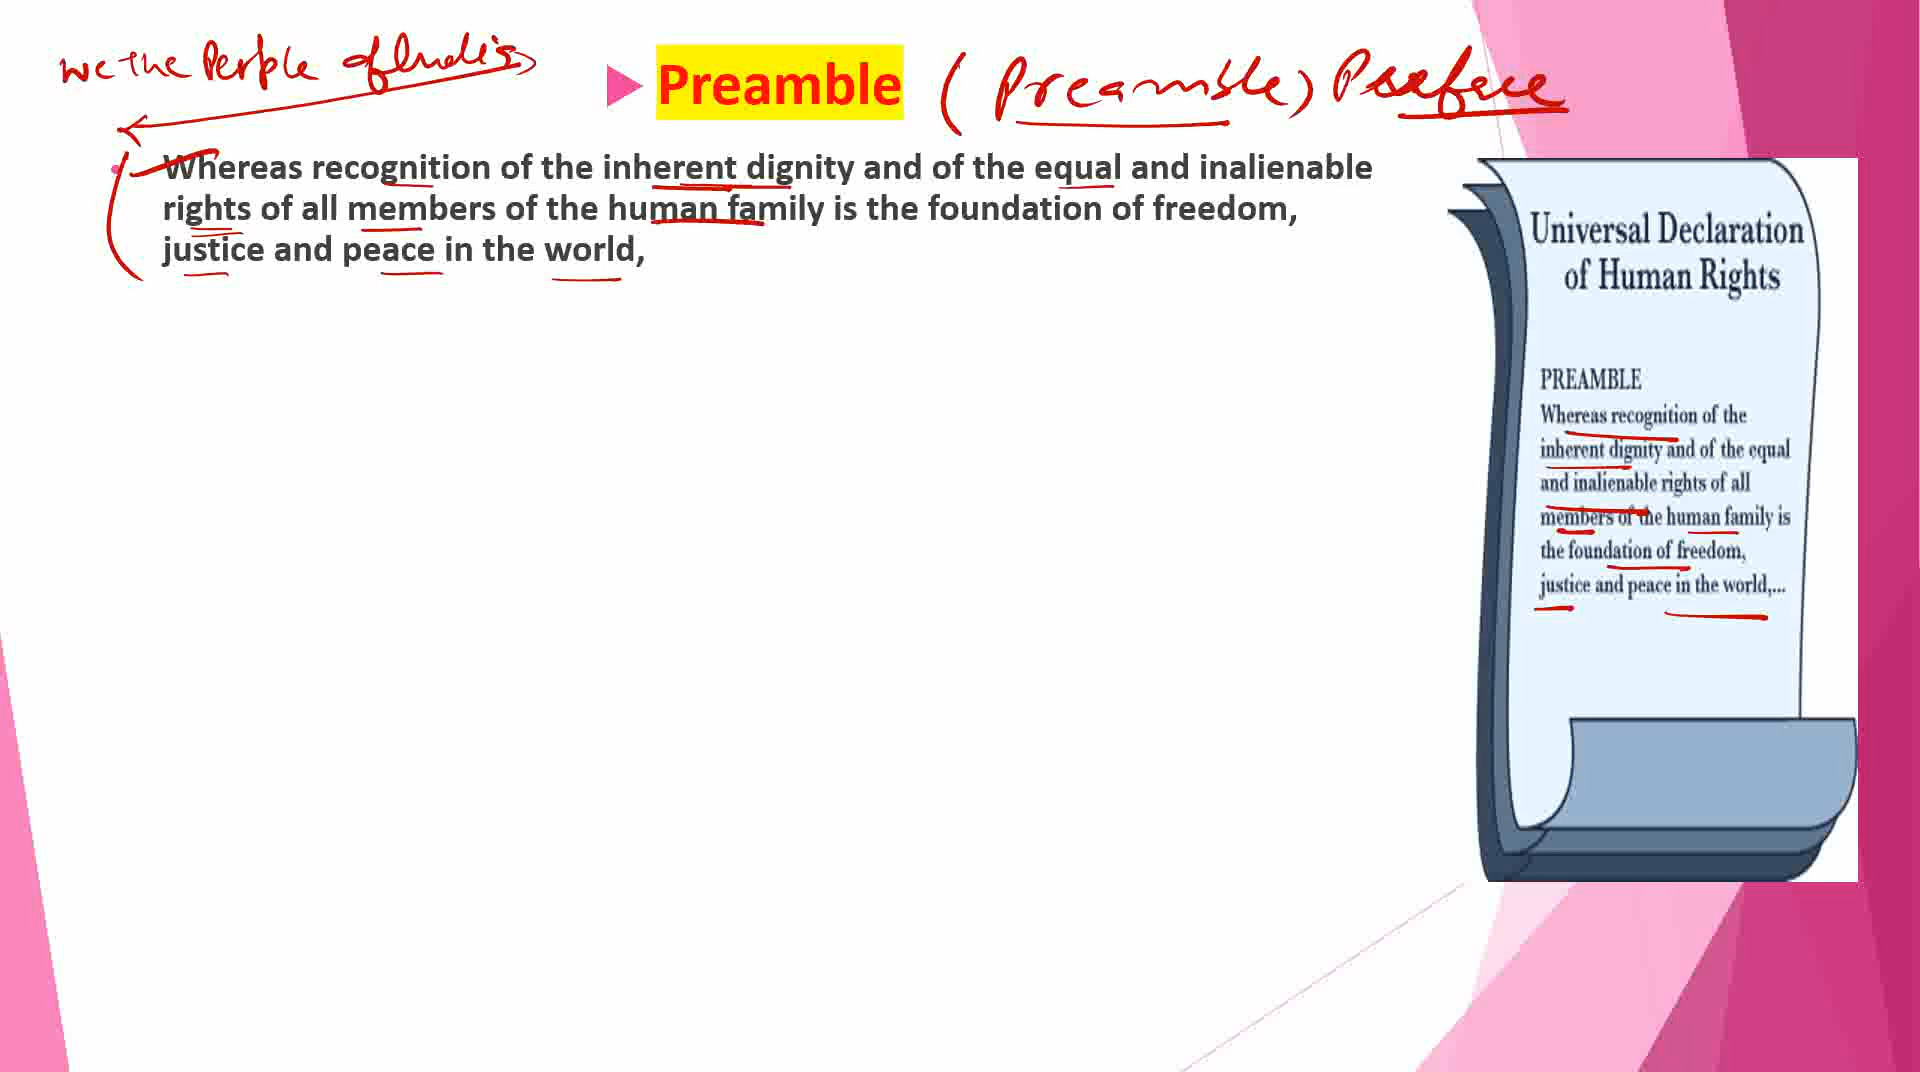 we the People of India
Preamble (Preamble) Preface
Whereas recognition of the inherent dignity and of the equal and inalienable
rights of all members of the human family is the foundation of freedom,
justice and peace in the world,
Universal Declaration
of Human Rights
PREAMBLE
Whereas recognition of the
inherent dignity and of the equal
and inalienable rights of all
members of the human family is
the foundation of freedom,
justice and peace in the world,...